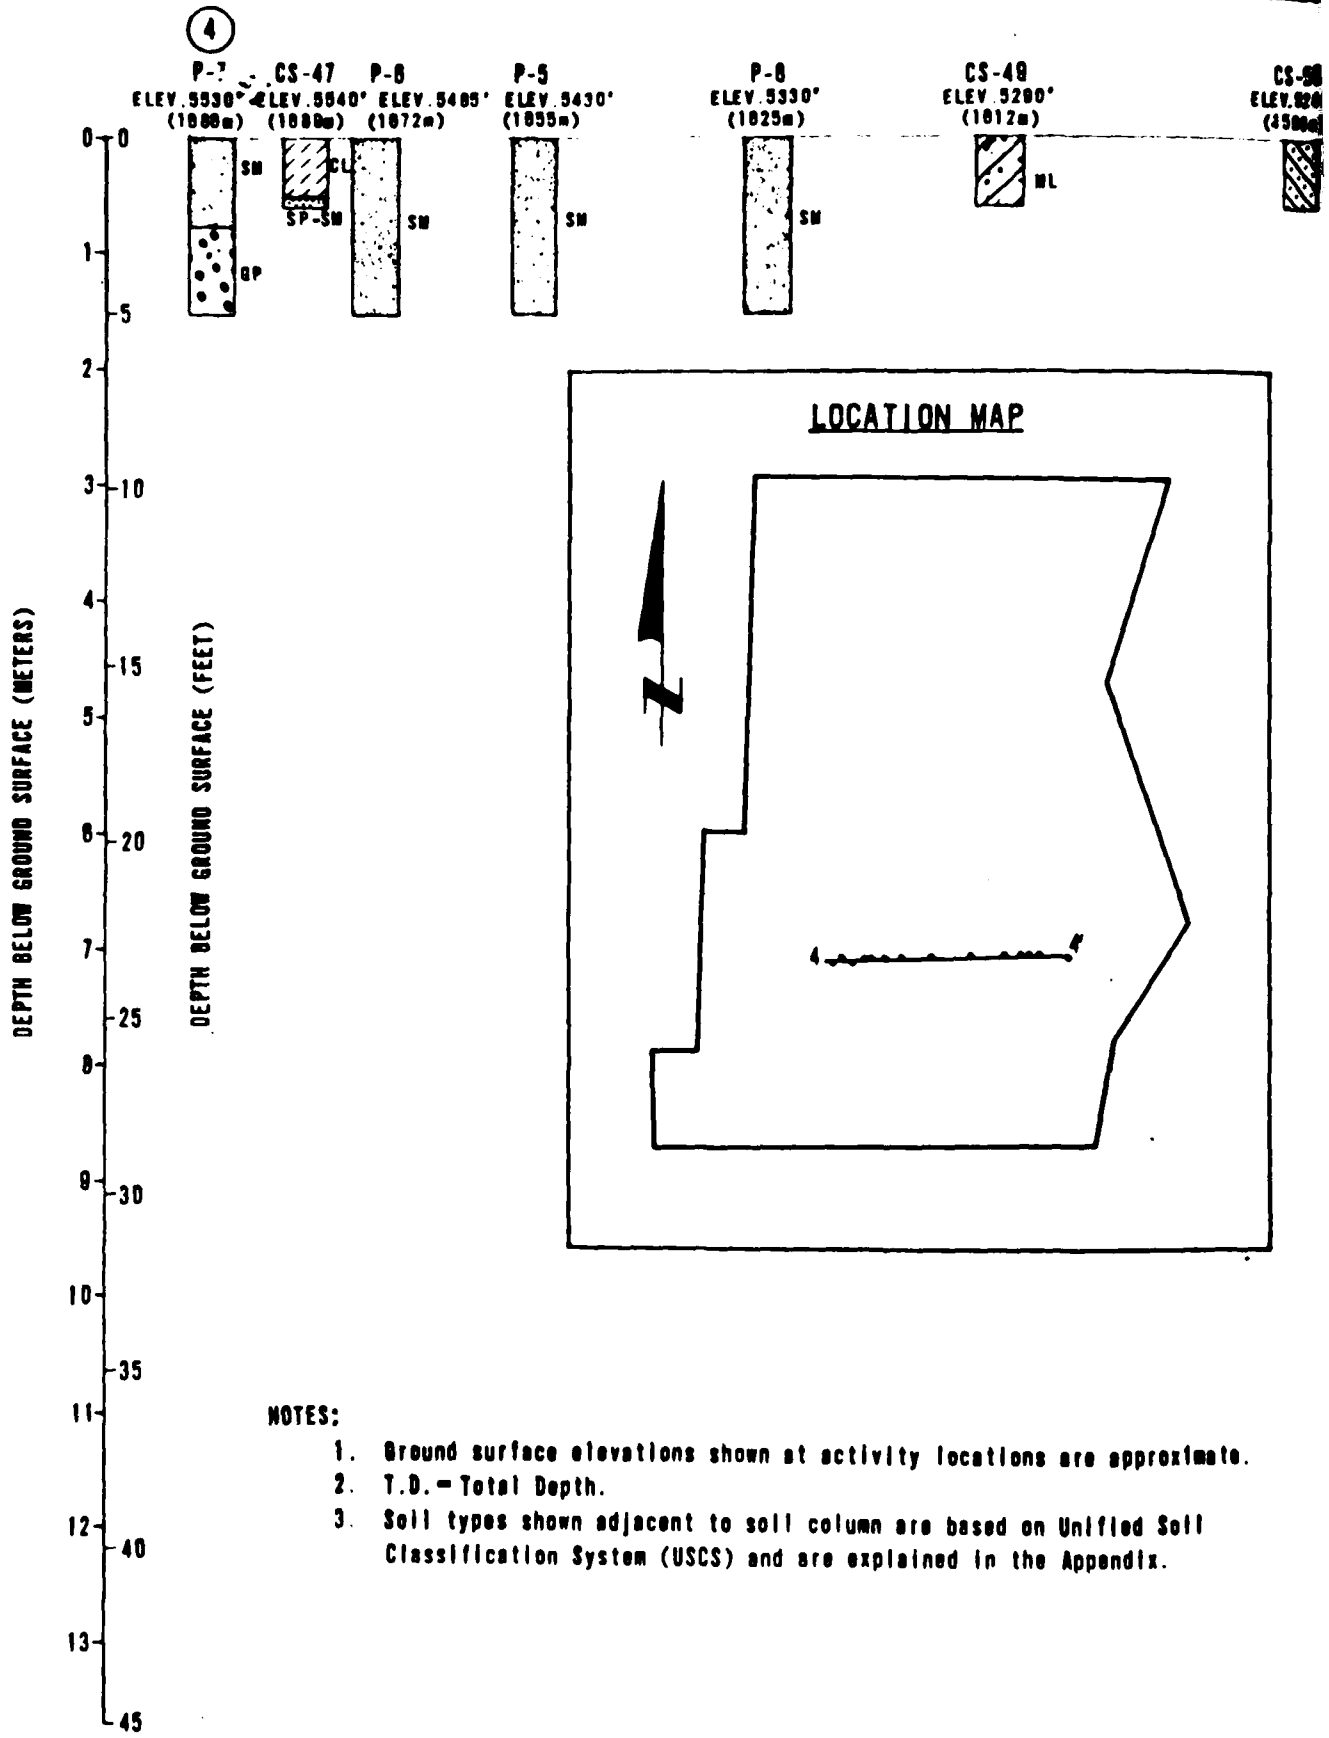 4
P-7 CS-47 P-6 P-5 P-6 CS-49
ELEV. 5530' ELEV. 5540' ELEV. 5485' ELEV. 5430' ELEV. 5330' ELEV. 5290'
(1672m) (1655m) (1625m) (1612m)
0 0
SM CL ML
SP-SM SM SM SM
1
GP
5
2
LOCATION MAP
3 10
4
15
5
6 20
7
4 4'
25
8
9
30
10
35
11
12
40
13
45
DEPTH BELOW GROUND SURFACE (METERS)
DEPTH BELOW GROUND SURFACE (FEET)
NOTES:
1. Ground surface elevations shown at activity locations are approximate.
2. T.D. = Total Depth.
3. Soil types shown adjacent to soil column are based on Unified Soil
Classification System (USCS) and are explained in the Appendix.